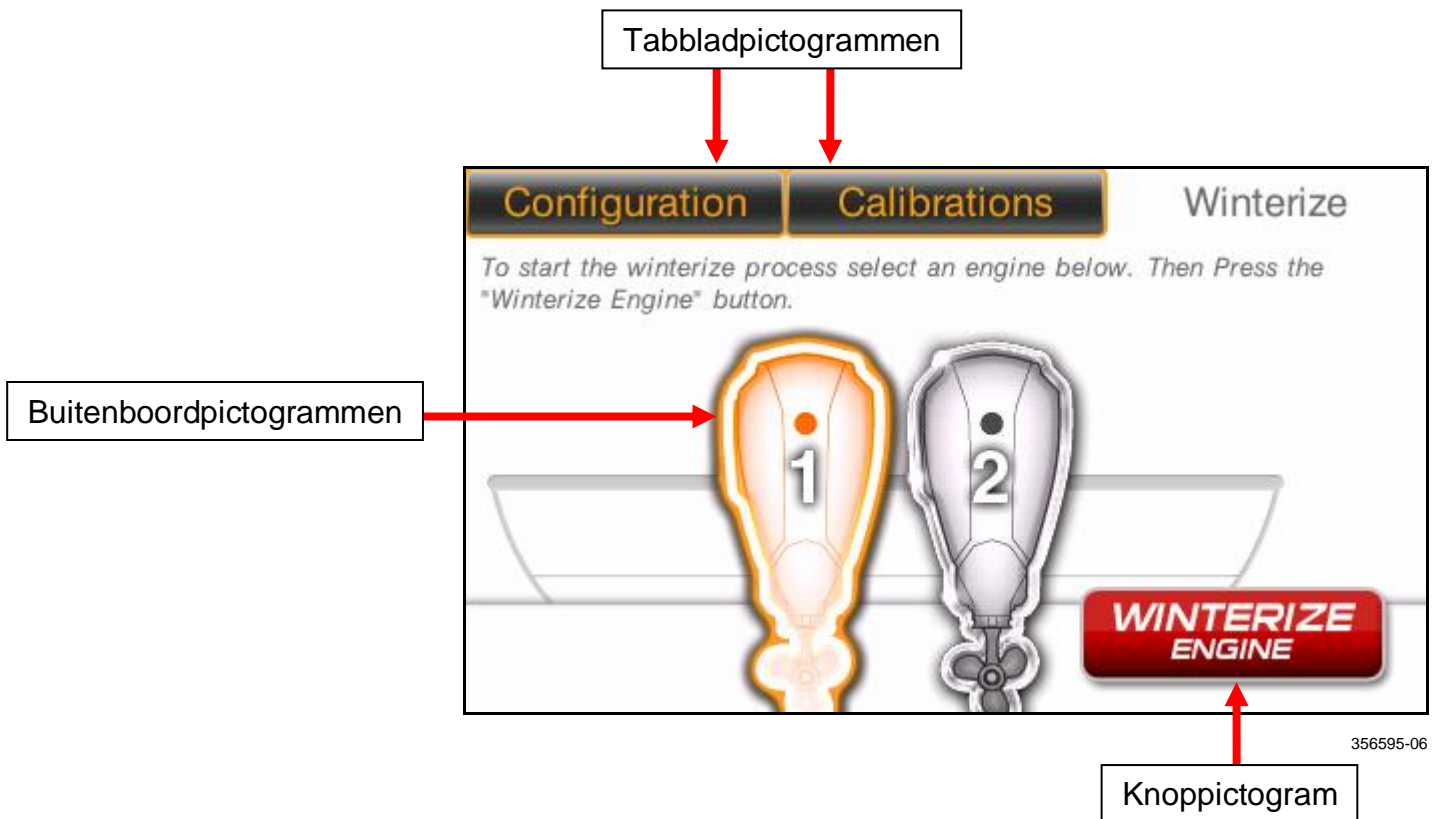 Tabbladpictogrammen
Configuration
Calibrations
Winterize
To start the winterize process select an engine below. Then Press the
"Winterize Engine" button.
Buitenboordpictogrammen
1
2
WINTERIZE
ENGINE
356595-06
Knoppictogram